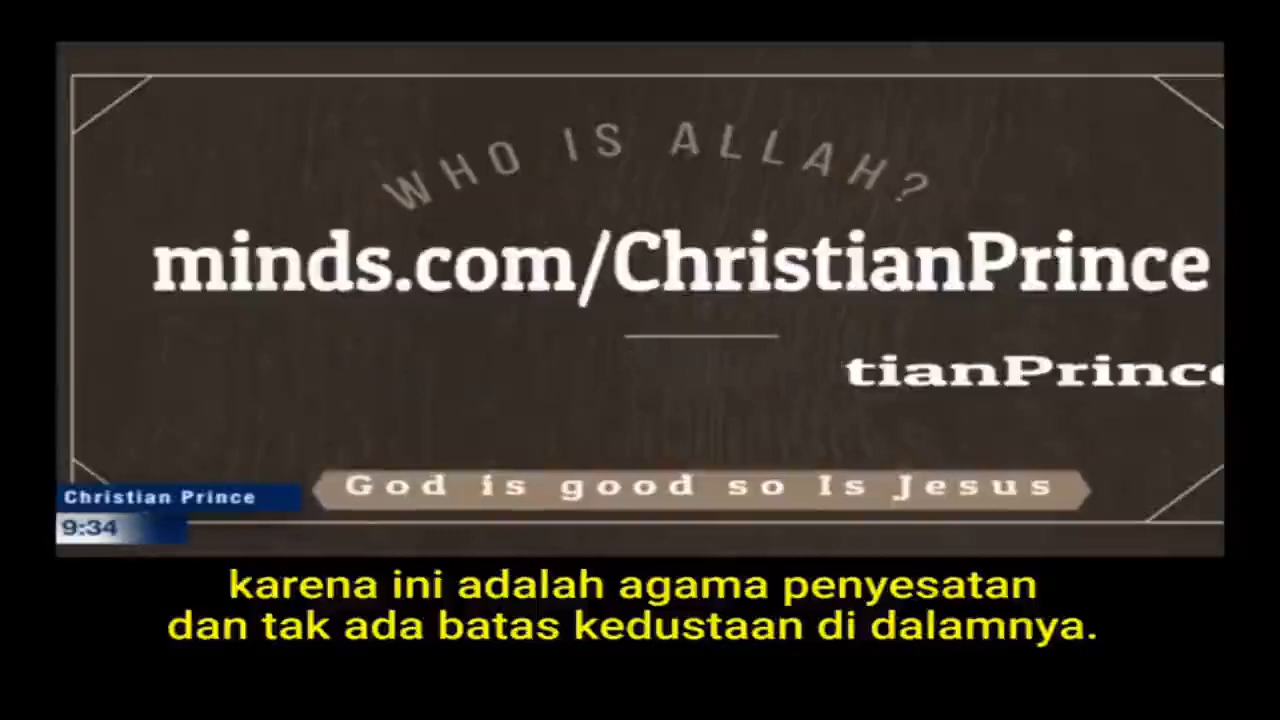 WHO IS ALLAH?
minds.com/ChristianPrince
tianPrince
God is good so Is Jesus
Christian Prince
9:34
karena ini adalah agama penyesatan
dan tak ada batas kedustaan di dalamnya.